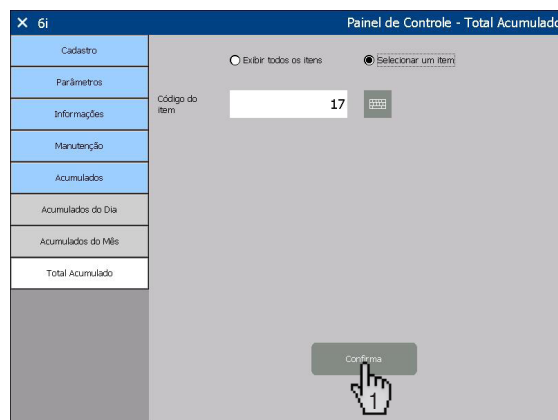 6i
Painel de Controle - Total Acumulado
Cadastro
Parâmetros
Informações
Manutenção
Acumulados
Acumulados do Dia
Acumulados do Mês
Total Acumulado
Exibir todos os itens
Selecionar um item
Código do
item
17
Confirma
1